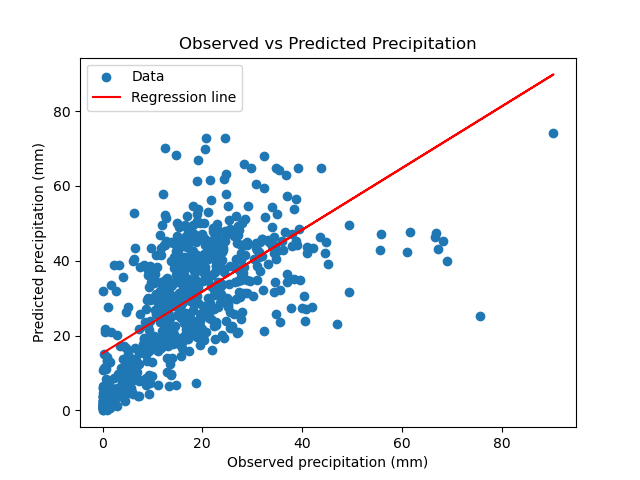 Observed vs Predicted Precipitation
Data
Regression line
Predicted precipitation (mm)
80
60
40
20
0
0 20 40 60 80
Observed precipitation (mm)